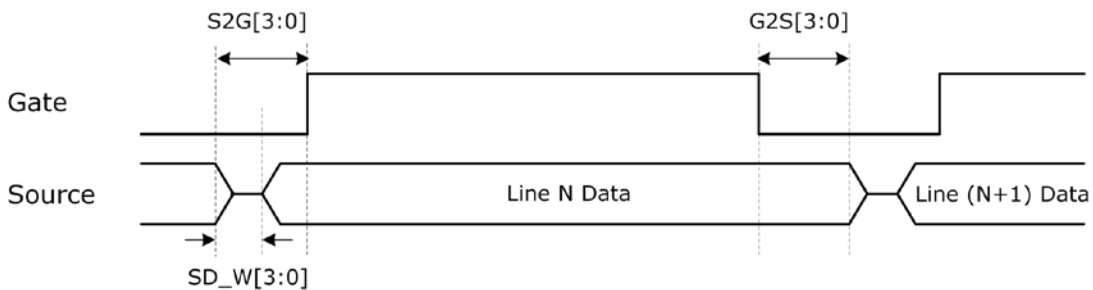 S2G[3:0]
G2S[3:0]
Gate
Source
Line N Data
Line (N+1) Data
SD_W[3:0]